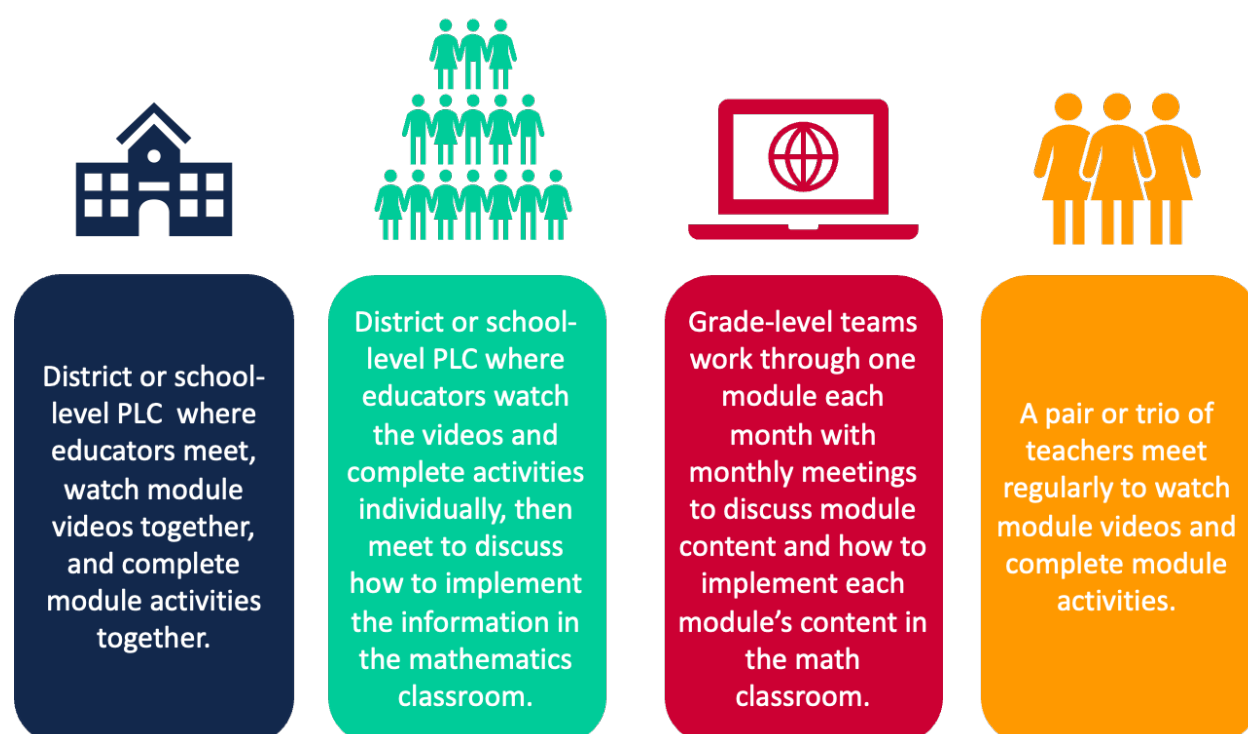 District or school-
level PLC where
educators meet,
watch module
videos together,
and complete
module activities
together.
District or school-
level PLC where
educators watch
the videos and
complete activities
individually, then
meet to discuss
how to implement
the information in
the mathematics
classroom.
Grade-level teams
work through one
module each
month with
monthly meetings
to discuss module
content and how to
implement each
module’s content in
the math
classroom.
A pair or trio of
teachers meet
regularly to watch
module videos and
complete module
activities.